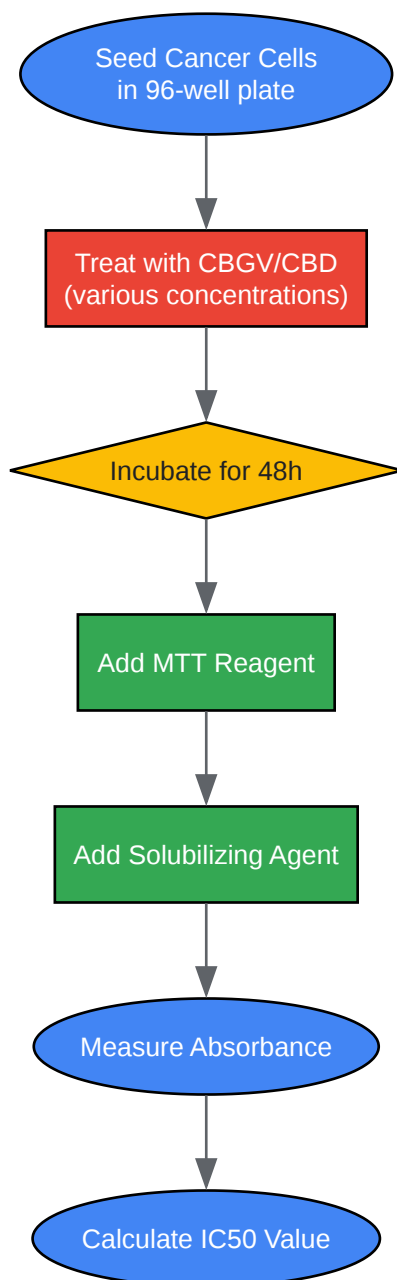 Seed Cancer Cells
in 96-well plate
Treat with CBGV/CBD
(various concentrations)
Incubate for 48h
Add MTT Reagent
Add Solubilizing Agent
Measure Absorbance
Calculate IC50 Value